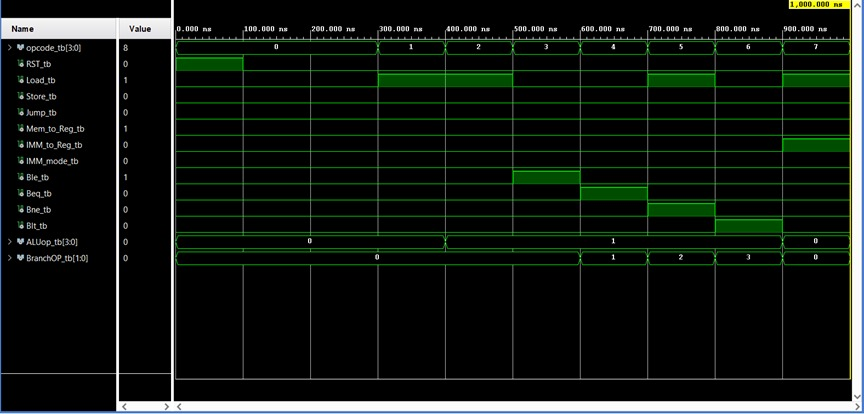 1,000.000 ns
Name Value 0.000 ns 100.000 ns 200.000 ns 300.000 ns 400.000 ns 500.000 ns 600.000 ns 700.000 ns 800.000 ns 900.000 ns
opcode_tb[3:0] 8 0 1 2 3 4 5 6 7
RST_tb 0
Load_tb 1
Store_tb 0
Jump_tb 0
Mem_to_Reg_tb 1
IMM_to_Reg_tb 0
IMM_mode_tb 0
Ble_tb 1
Beq_tb 0
Bne_tb 0
Blt_tb 0
ALUop_tb[3:0] 0 0 1 0
BranchOP_tb[1:0] 0 0 1 2 3 0